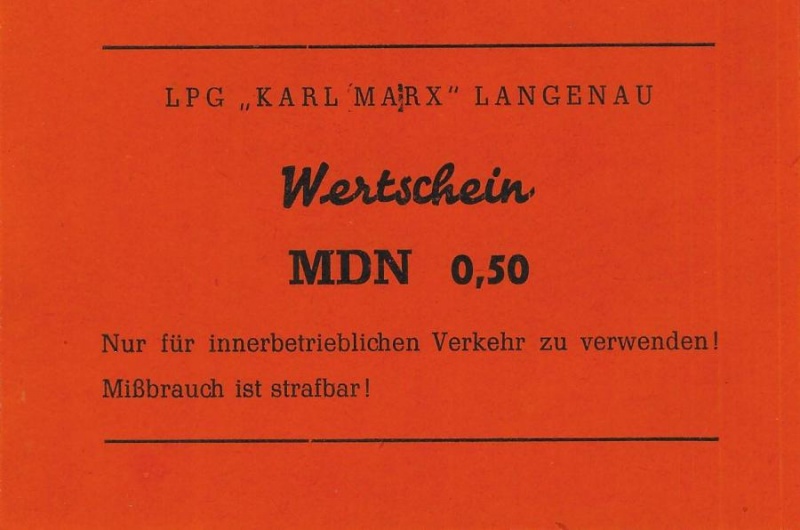 LPG „KARL MARX“ LANGENAU
Wertschein
MDN 0,50
Nur für innerbetrieblichen Verkehr zu verwenden!
Mißbrauch ist strafbar!